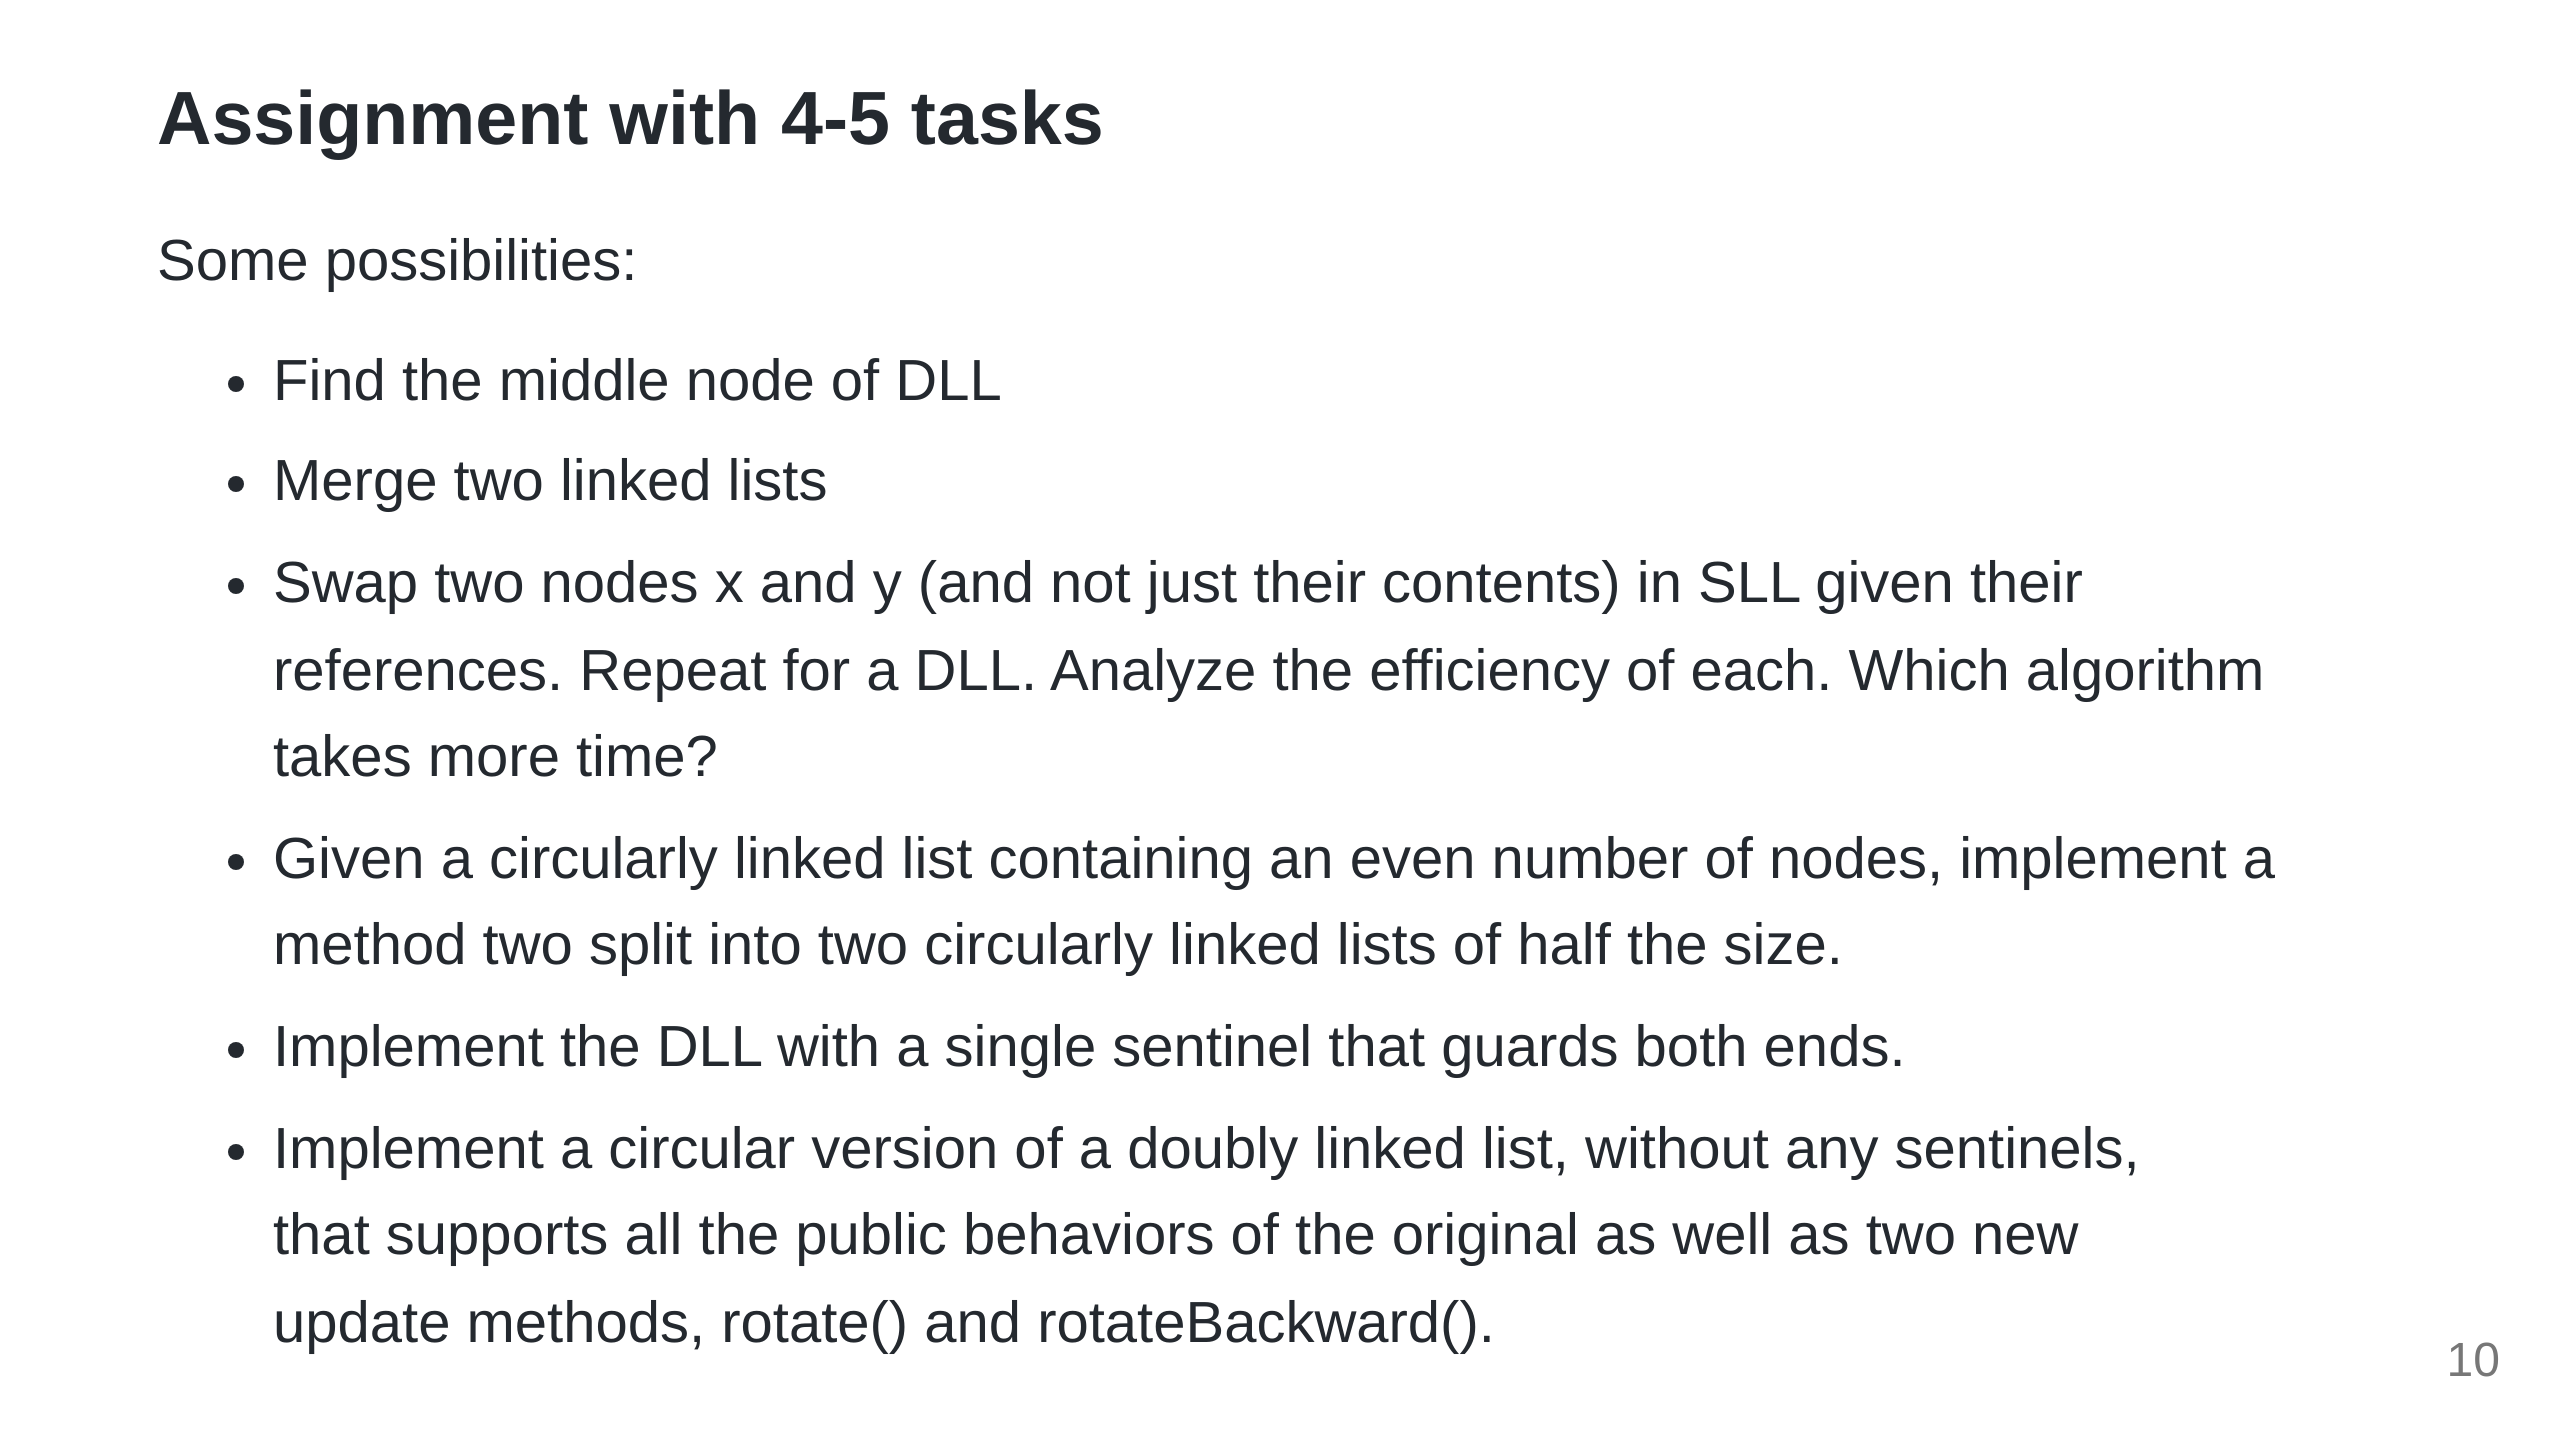 Assignment with 4-5 tasks
Some possibilities:
• Find the middle node of DLL
• Merge two linked lists
• Swap two nodes x and y (and not just their contents) in SLL given their
references. Repeat for a DLL. Analyze the efficiency of each. Which algorithm
takes more time?
• Given a circularly linked list containing an even number of nodes, implement a
method two split into two circularly linked lists of half the size.
• Implement the DLL with a single sentinel that guards both ends.
• Implement a circular version of a doubly linked list, without any sentinels,
that supports all the public behaviors of the original as well as two new
update methods, rotate() and rotateBackward().
10